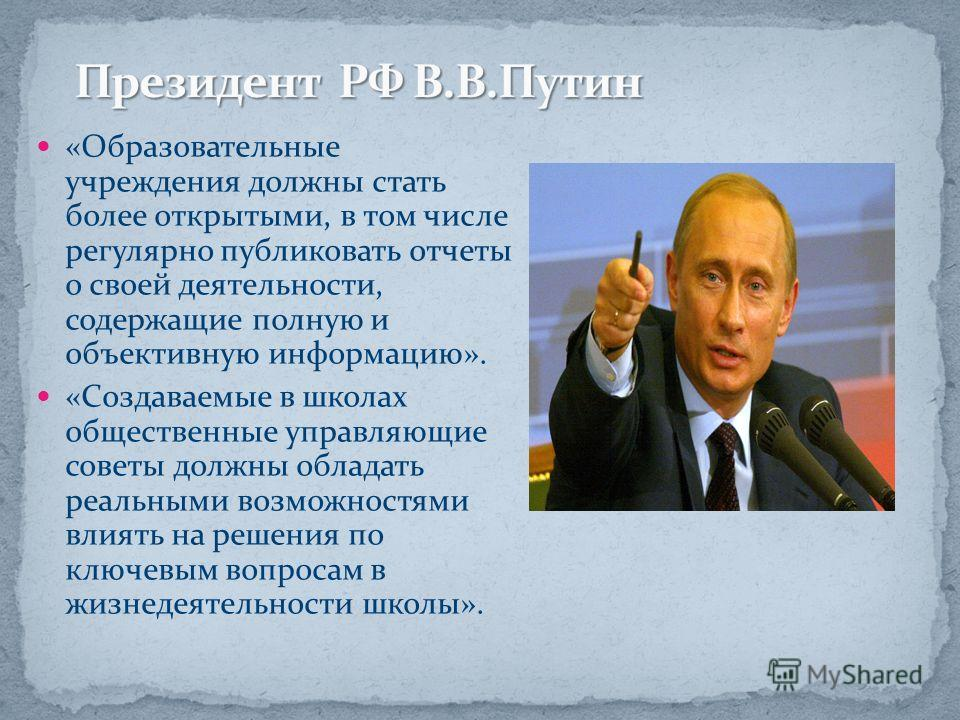 Президент РФ В.В.Путин
«Образовательные
учреждения должны стать
более открытыми, в том числе
регулярно публиковать отчеты
о своей деятельности,
содержащие полную и
объективную информацию».
«Создаваемые в школах
общественные управляющие
советы должны обладать
реальными возможностями
влиять на решения по
ключевым вопросам в
жизнедеятельности школы».
MyShared